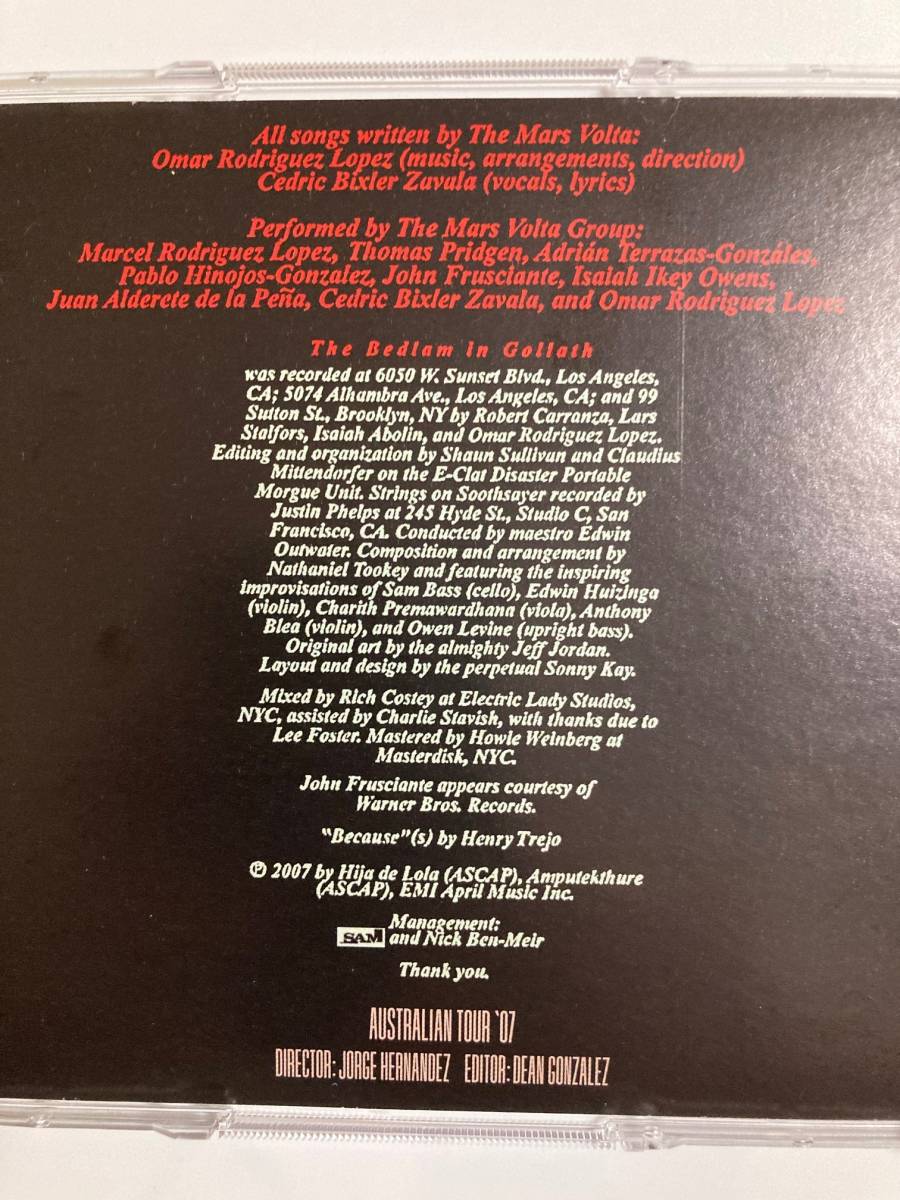 All songs written by The Mars Volta:
Omar Rodriguez Lopez (music, arrangements, direction)
Cedric Bixler Zavala (vocals, lyrics)
Performed by The Mars Volta Group:
Marcel Rodriguez Lopez, Thomas Pridgen, Adrián Terrazas-Gonzáles,
Pablo Hinojos-Gonzalez, John Frusciante, Isaiah Ikey Owens,
Juan Alderete de la Peña, Cedric Bixler Zavala, and Omar Rodriguez Lopez
The Bedlam in Goliath
was recorded at 6050 W. Sunset Blvd., Los Angeles,
CA; 5074 Alhambra Ave., Los Angeles, CA; and 99
Sutton St., Brooklyn, NY by Robert Carranza, Lars
Stalfors, Isaiah Abolin, and Omar Rodriguez Lopez.
Editing and organization by Shaun Sullivan and Claudius
Mittendorfer on the E-Clat Disaster Portable
Morgue Unit. Strings on Soothsayer recorded by
Justin Phelps at 245 Hyde St., Studio C, San
Francisco, CA. Conducted by maestro Edwin
Outwater. Composition and arrangement by
Nathaniel Tookey and featuring the inspiring
improvisations of Sam Bass (cello), Edwin Huizinga
(violin), Charith Premawardhana (viola), Anthony
Blea (violin), and Owen Levine (upright bass).
Original art by the almighty Jeff Jordan.
Layout and design by the perpetual Sonny Kay.
Mixed by Rich Costey at Electric Lady Studios,
NYC, assisted by Charlie Stavish, with thanks due to
Lee Foster. Mastered by Howie Weinberg at
Masterdisk, NYC.
John Frusciante appears courtesy of
Warner Bros. Records.
"Because"(s) by Henry Trejo
℗ 2007 by Hija de Lola (ASCAP), Amputekthure
(ASCAP), EMI April Music Inc.
Management:
SAM and Nick Ben-Meir
Thank you.
AUSTRALIAN TOUR '07
DIRECTOR: JORGE HERNANDEZ EDITOR: DEAN GONZALEZ